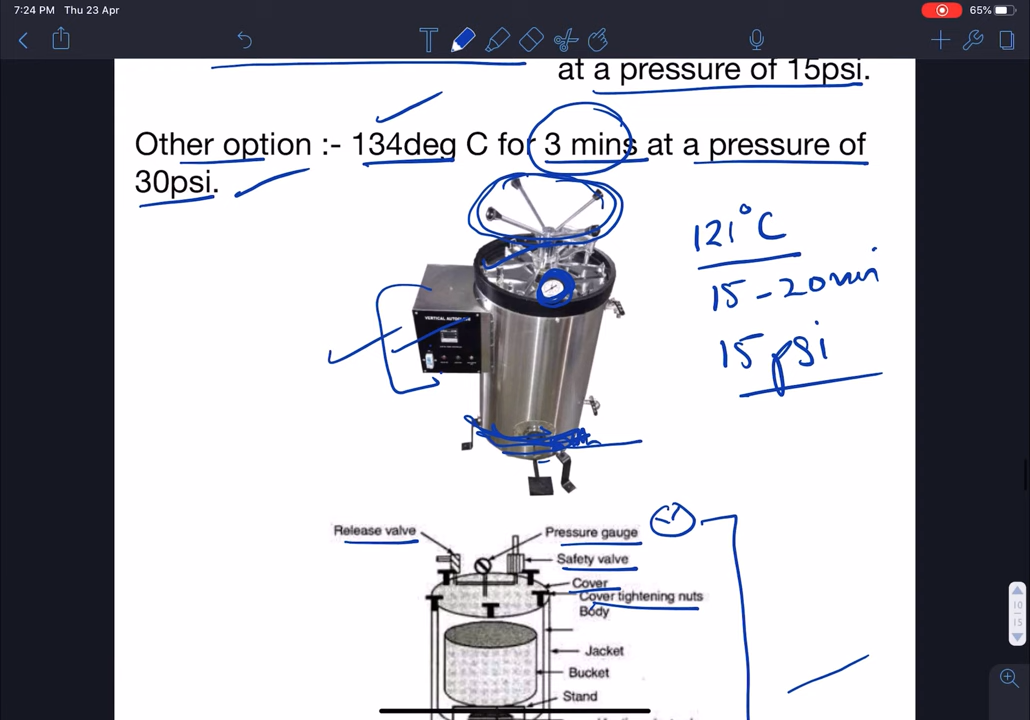 7:24 PM Thu 23 Apr
65%
at a pressure of 15psi.
Other option :- 134deg C for 3 mins at a pressure of
30psi.
121°C
15-20min
15 psi
VERTICAL AUTOCLAVE
Release valve
Pressure gauge
Safety valve
Cover
Cover tightening nuts
Body
Jacket
Bucket
Stand
10
15